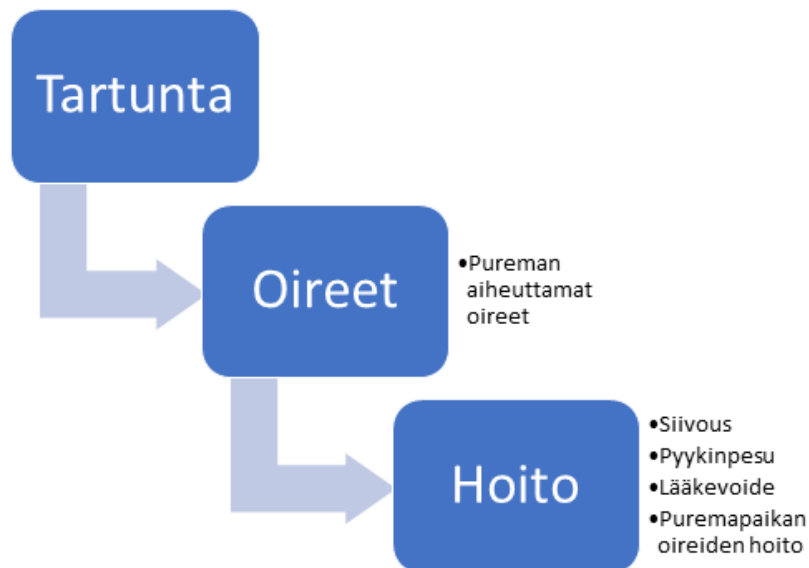 Tartunta
Oireet
•Pureman
aiheuttamat
oireet
Hoito
•Siivous
•Pyykinpesu
•Lääkevoide
•Puremapaikan
oireiden hoito